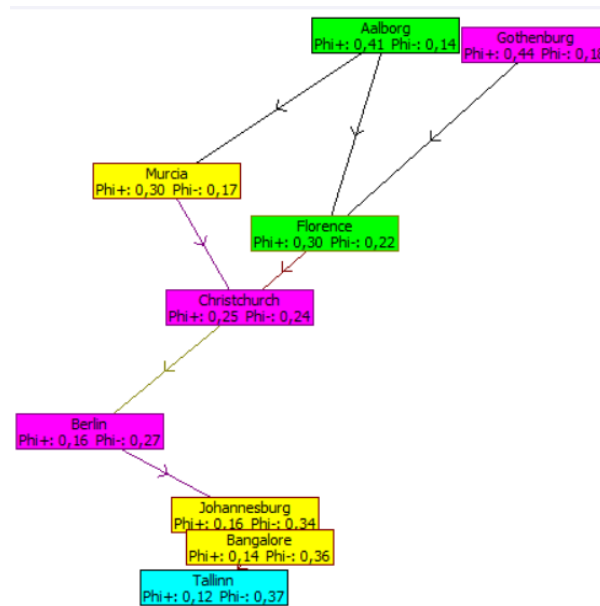 Aalborg
Phi+: 0,41 Phi-: 0,14
Gothenburg
Phi+: 0,44 Phi-: 0,18
Murcia
Phi+: 0,30 Phi-: 0,17
Florence
Phi+: 0,30 Phi-: 0,22
Christchurch
Phi+: 0,25 Phi-: 0,24
Berlin
Phi+: 0,16 Phi-: 0,27
Johannesburg
Phi+: 0,16 Phi-: 0,34
Bangalore
Phi+: 0,14 Phi-: 0,36
Tallinn
Phi+: 0,12 Phi-: 0,37